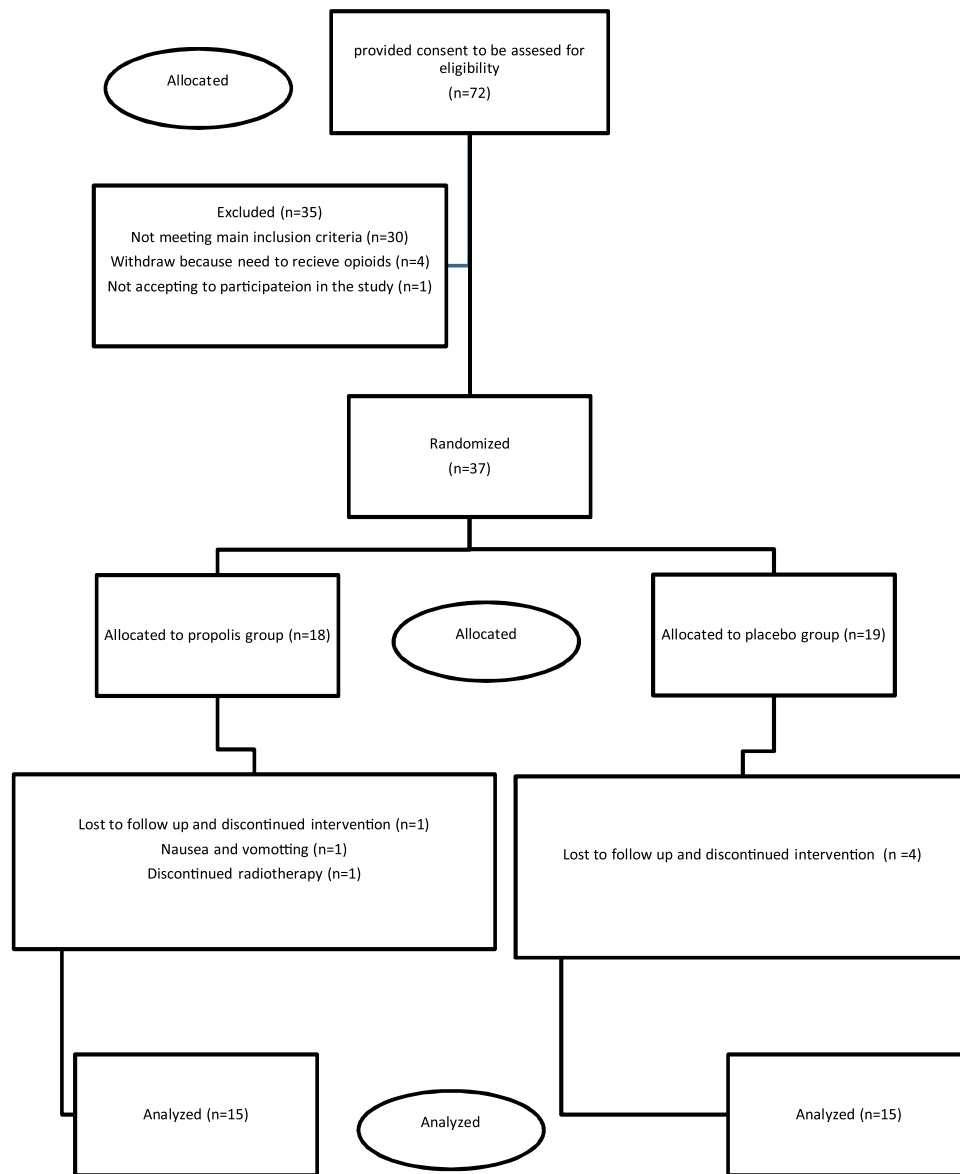 provided consent to be assesed for
eligibility
(n=72)
Allocated
Excluded (n=35)
Not meeting main inclusion criteria (n=30)
Withdraw because need to recieve opioids (n=4)
Not accepting to participateion in the study (n=1)
Randomized
(n=37)
Allocated to propolis group (n=18)
Allocated
Allocated to placebo group (n=19)
Lost to follow up and discontinued intervention (n=1)
Nausea and vomotting (n=1)
Discontinued radiotherapy (n=1)
Lost to follow up and discontinued intervention (n =4)
Analyzed (n=15)
Analyzed
Analyzed (n=15)